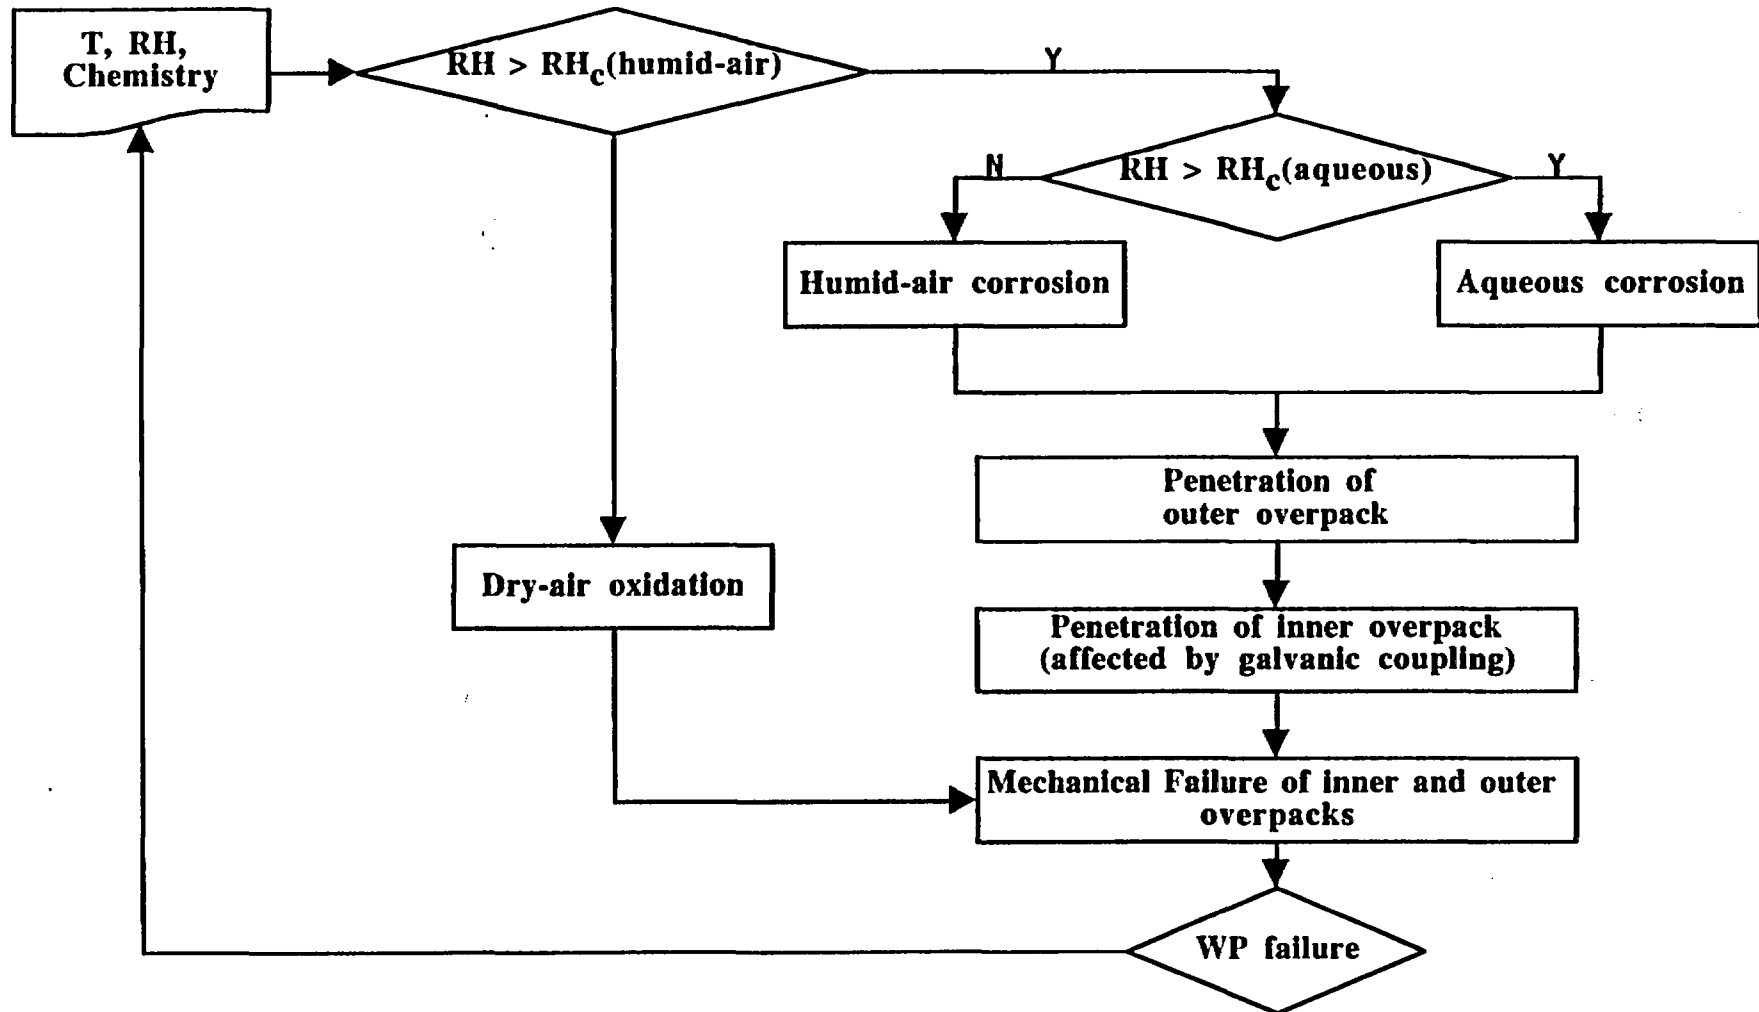 T, RH,
Chemistry
RH > RHc(humid-air)
Y
RH > RHc(aqueous)
N
Y
Humid-air corrosion
Aqueous corrosion
Penetration of
outer overpack
Dry-air oxidation
Penetration of inner overpack
(affected by galvanic coupling)
Mechanical Failure of inner and outer
overpacks
WP failure